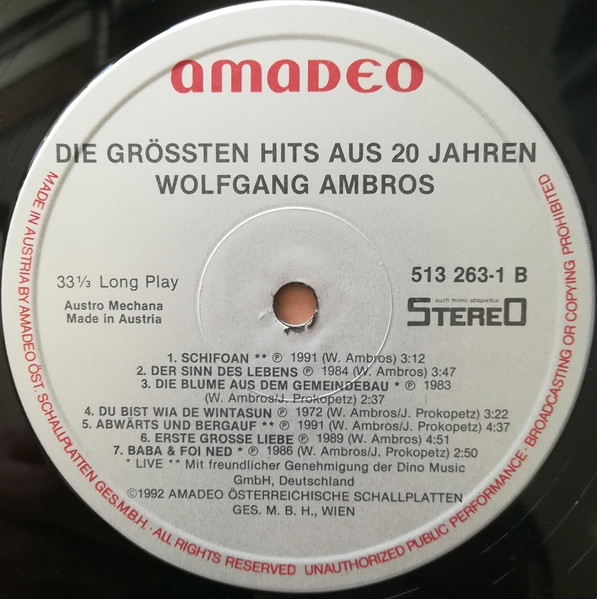 amaDeo
DIE GRÖSSTEN HITS AUS 20 JAHREN
WOLFGANG AMBROS
33⅓ Long Play
Austro Mechana
Made in Austria
513 263-1 B
auch mono abspielbar
STEREO
1. SCHIFOAN ** ℗ 1991 (W. Ambros) 3:12
2. DER SINN DES LEBENS ℗ 1984 (W. Ambros) 3:47
3. DIE BLUME AUS DEM GEMEINDEBAU * ℗ 1983
(W. Ambros/J. Prokopetz) 2:37
4. DU BIST WIA DE WINTASUN ℗ 1972 (W. Ambros/J. Prokopetz) 3:22
5. ABWÄRTS UND BERGAUF ** ℗ 1991 (W. Ambros/J. Prokopetz) 4:37
6. ERSTE GROSSE LIEBE ℗ 1989 (W. Ambros) 4:51
7. BABA & FOI NED * ℗ 1986 (W. Ambros/J. Prokopetz) 2:50
* LIVE ** Mit freundlicher Genehmigung der Dino Music
GmbH, Deutschland
©1992 AMADEO ÖSTERREICHISCHE SCHALLPLATTEN
GES. M. B. H., WIEN
MADE IN AUSTRIA BY AMADEO ÖST. SCHALLPLATTEN GES.M.B.H. · ALL RIGHTS RESERVED UNAUTHORIZED PUBLIC PERFORMANCE · BROADCASTING OR COPYING PROHIBITED